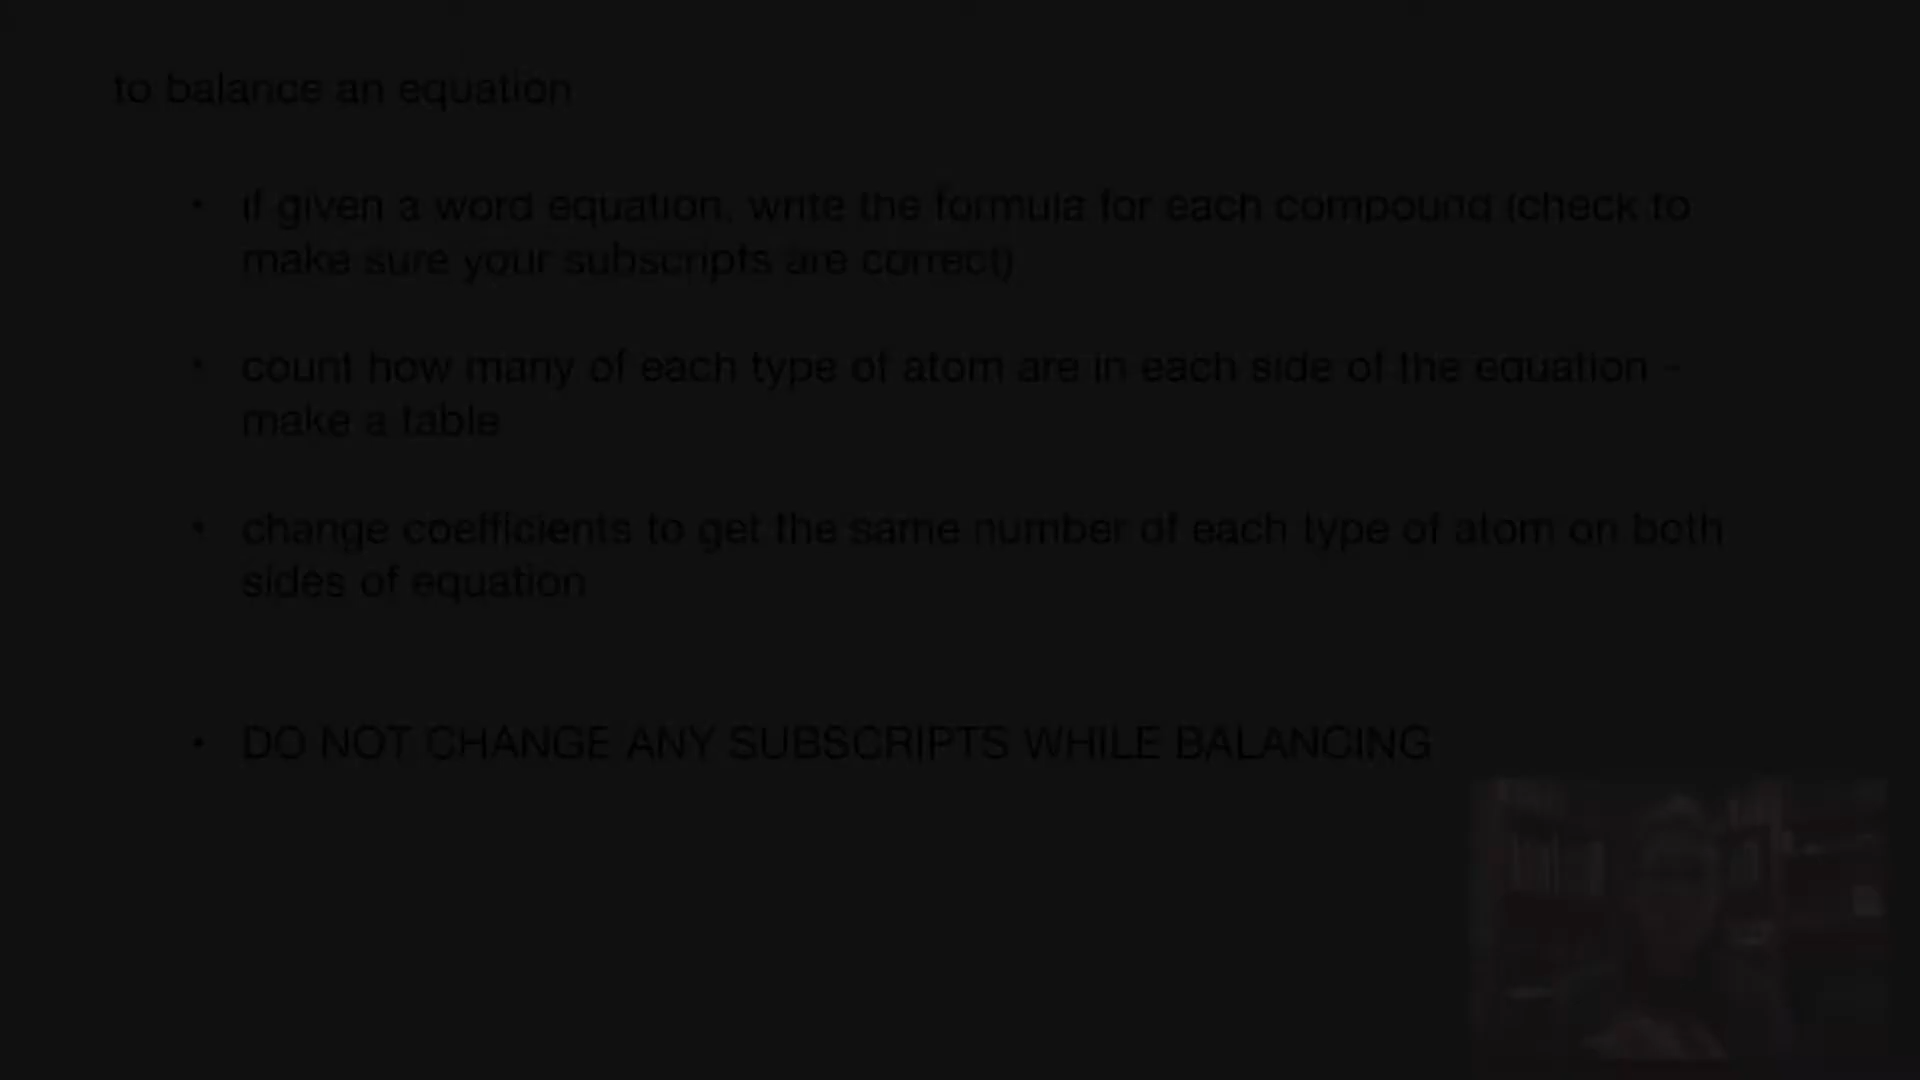 to balance an equation
• if given a word equation, write the formula for each compound (check to
make sure your subscripts are correct)
• count how many of each type of atom are in each side of the equation -
make a table
• change coefficients to get the same number of each type of atom on both
sides of equation
• DO NOT CHANGE ANY SUBSCRIPTS WHILE BALANCING